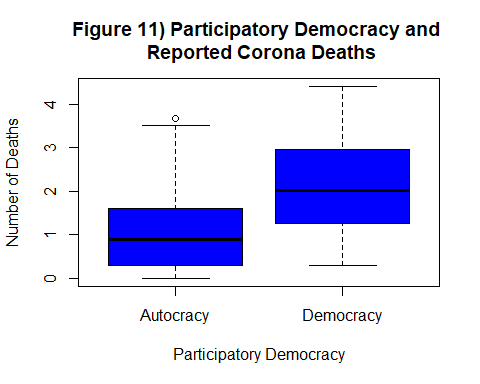 Figure 11) Participatory Democracy and
Reported Corona Deaths
Number of Deaths
4
3
2
1
0
Autocracy Democracy
Participatory Democracy